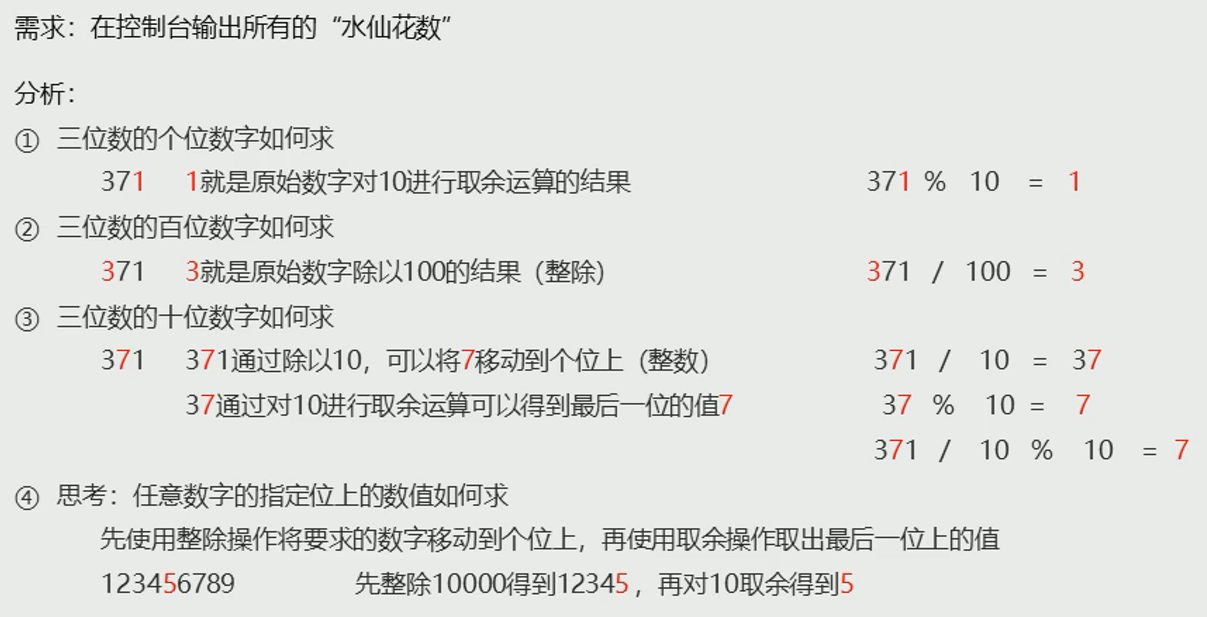 需求：在控制台输出所有的“水仙花数”
分析：
① 三位数的个位数字如何求
371 1就是原始数字对10进行取余运算的结果 371 % 10 = 1
② 三位数的百位数字如何求
371 3就是原始数字除以100的结果（整除） 371 / 100 = 3
③ 三位数的十位数字如何求
371 371通过除以10，可以将7移动到个位上（整数） 371 / 10 = 37
37通过对10进行取余运算可以得到最后一位的值7 37 % 10 = 7
371 / 10 % 10 = 7
④ 思考：任意数字的指定位上的数值如何求
先使用整除操作将要求的数字移动到个位上，再使用取余操作取出最后一位上的值
123456789 先整除10000得到12345，再对10取余得到5